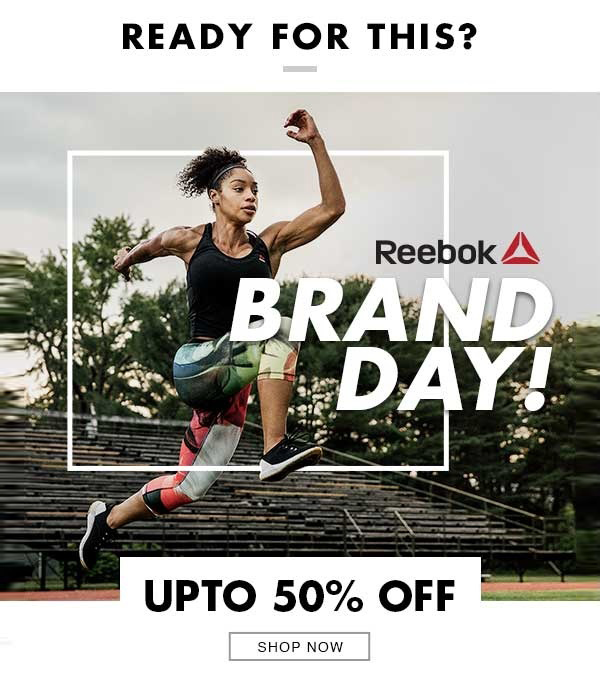 READY FOR THIS?
Reebok
BRAND
DAY!
UPTO 50% OFF
SHOP NOW